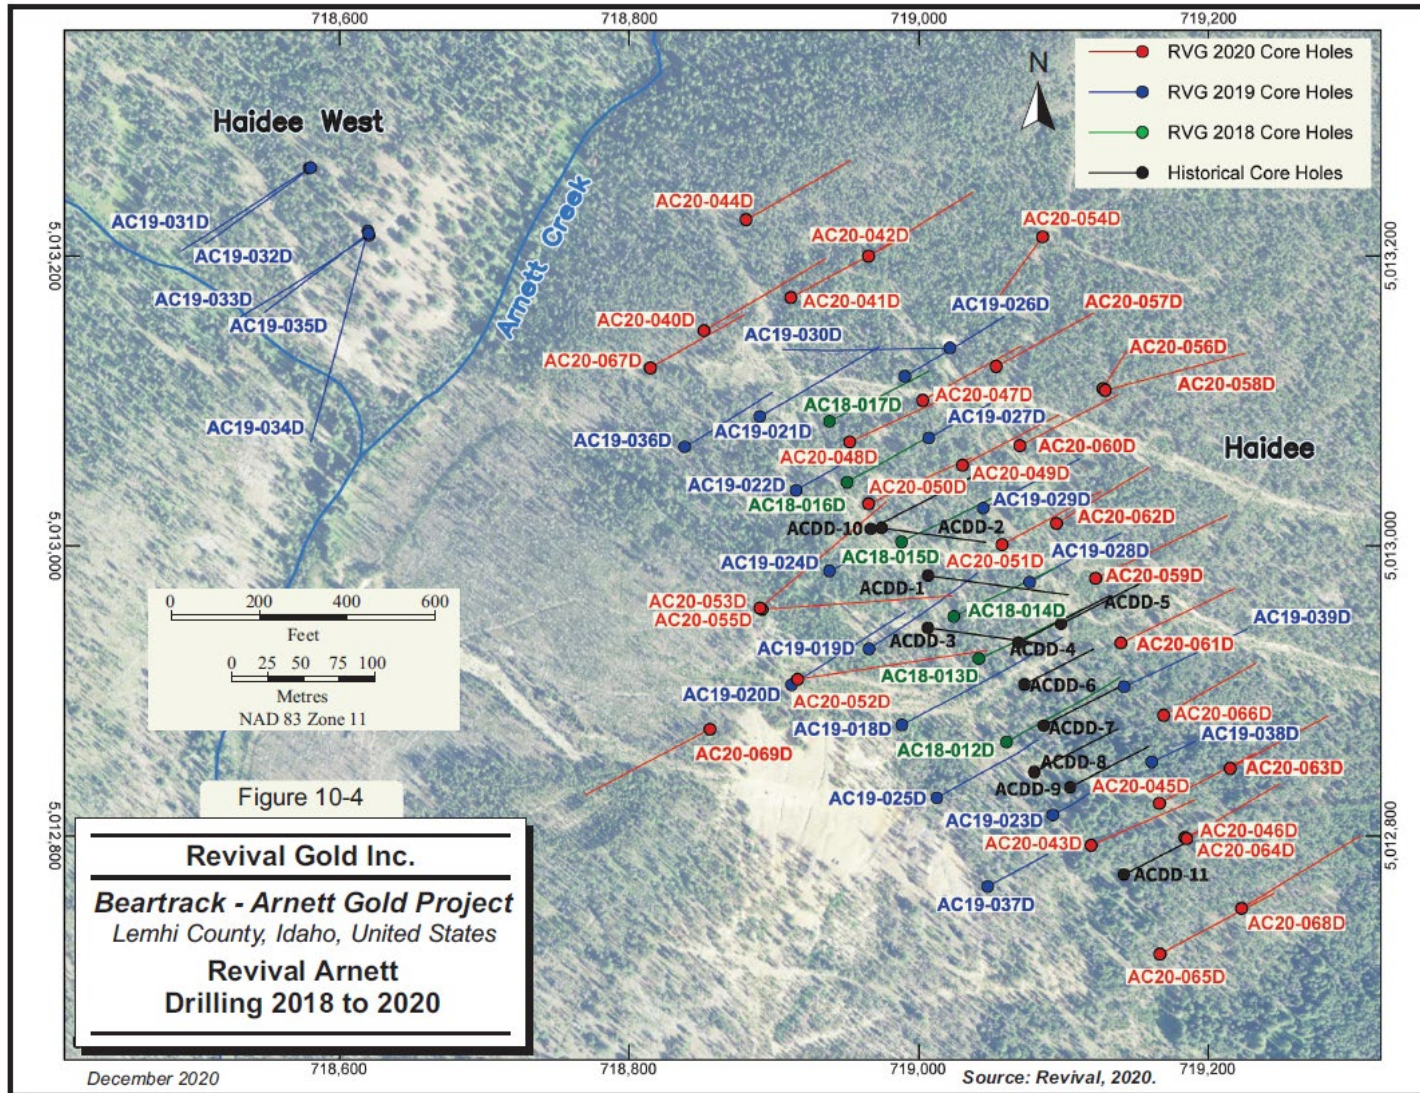 718,600
718,800
719,000
719,200
N
RVG 2020 Core Holes
RVG 2019 Core Holes
RVG 2018 Core Holes
Historical Core Holes
Haidee West
Arnett Creek
AC19-031D
AC19-032D
AC19-033D
AC19-035D
AC19-034D
5,013,200
5,013,200
AC20-044D
AC20-042D
AC20-054D
AC20-041D
AC19-026D
AC20-057D
AC20-040D
AC19-030D
AC20-067D
AC20-056D
AC20-058D
AC20-047D
AC18-017D
AC19-027D
AC19-021D
AC19-036D
AC20-048D
AC20-060D
Haidee
AC20-049D
AC19-022D
AC20-050D
AC18-016D
AC19-029D
AC20-062D
ACDD-10
ACDD-2
5,013,000
5,013,000
AC18-015D
AC20-051D
AC19-028D
AC19-024D
AC20-059D
ACDD-1
AC20-053D
AC20-055D
AC18-014D
ACDD-5
AC19-039D
ACDD-3
ACDD-4
AC19-019D
AC20-061D
AC18-013D
ACDD-6
AC19-020D
AC20-052D
AC19-018D
ACDD-7
AC20-066D
AC18-012D
AC19-038D
AC20-069D
ACDD-8
AC20-063D
ACDD-9
AC20-045D
AC19-025D
AC19-023D
AC20-046D
AC20-043D
AC20-064D
5,012,800
5,012,800
ACDD-11
AC19-037D
AC20-068D
AC20-065D
0 200 400 600
Feet
0 25 50 75 100
Metres
NAD 83 Zone 11
Figure 10-4
Revival Gold Inc.
Beartrack - Arnett Gold Project
Lemhi County, Idaho, United States
Revival Arnett
Drilling 2018 to 2020
718,600
718,800
719,000
719,200
December 2020
Source: Revival, 2020.